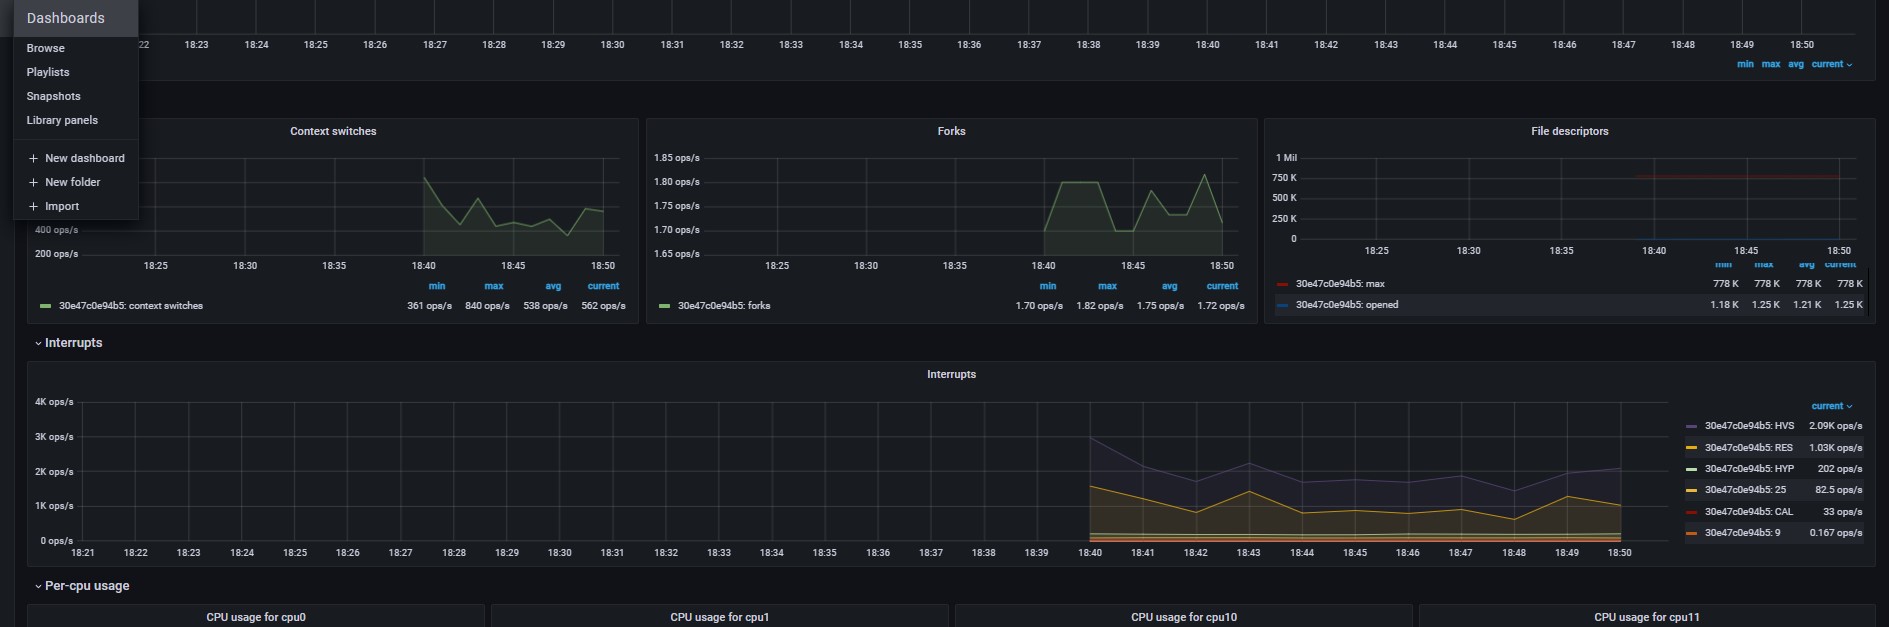 Dashboards
Browse
Playlists
Snapshots
Library panels
+ New dashboard
+ New folder
+ Import
22 18:23 18:24 18:25 18:26 18:27 18:28 18:29 18:30 18:31 18:32 18:33 18:34 18:35 18:36 18:37 18:38 18:39 18:40 18:41 18:42 18:43 18:44 18:45 18:46 18:47 18:48 18:49 18:50
min max avg current
Context switches
400 ops/s
200 ops/s
18:25 18:30 18:35 18:40 18:45 18:50
min max avg current
30e47c0e94b5: context switches 361 ops/s 840 ops/s 538 ops/s 562 ops/s
Forks
1.85 ops/s
1.80 ops/s
1.75 ops/s
1.70 ops/s
1.65 ops/s
18:25 18:30 18:35 18:40 18:45 18:50
min max avg current
30e47c0e94b5: forks 1.70 ops/s 1.82 ops/s 1.75 ops/s 1.72 ops/s
File descriptors
1 Mil
750 K
500 K
250 K
0
18:25 18:30 18:35 18:40 18:45 18:50
min max avg current
30e47c0e94b5: max 778 K 778 K 778 K 778 K
30e47c0e94b5: opened 1.18 K 1.25 K 1.21 K 1.25 K
Interrupts
Interrupts
4K ops/s
3K ops/s
2K ops/s
1K ops/s
0 ops/s
18:21 18:22 18:23 18:24 18:25 18:26 18:27 18:28 18:29 18:30 18:31 18:32 18:33 18:34 18:35 18:36 18:37 18:38 18:39 18:40 18:41 18:42 18:43 18:44 18:45 18:46 18:47 18:48 18:49 18:50
current
30e47c0e94b5: HVS 2.09K ops/s
30e47c0e94b5: RES 1.03K ops/s
30e47c0e94b5: HYP 202 ops/s
30e47c0e94b5: 25 82.5 ops/s
30e47c0e94b5: CAL 33 ops/s
30e47c0e94b5: 9 0.167 ops/s
Per-cpu usage
CPU usage for cpu0
CPU usage for cpu1
CPU usage for cpu10
CPU usage for cpu11